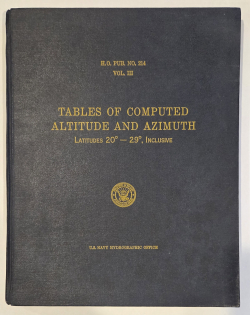 H.O. PUB. NO. 214
VOL. III
TABLES OF COMPUTED
ALTITUDE AND AZIMUTH
LATITUDES 20° — 29°, INCLUSIVE
U.S. NAVY HYDROGRAPHIC OFFICE